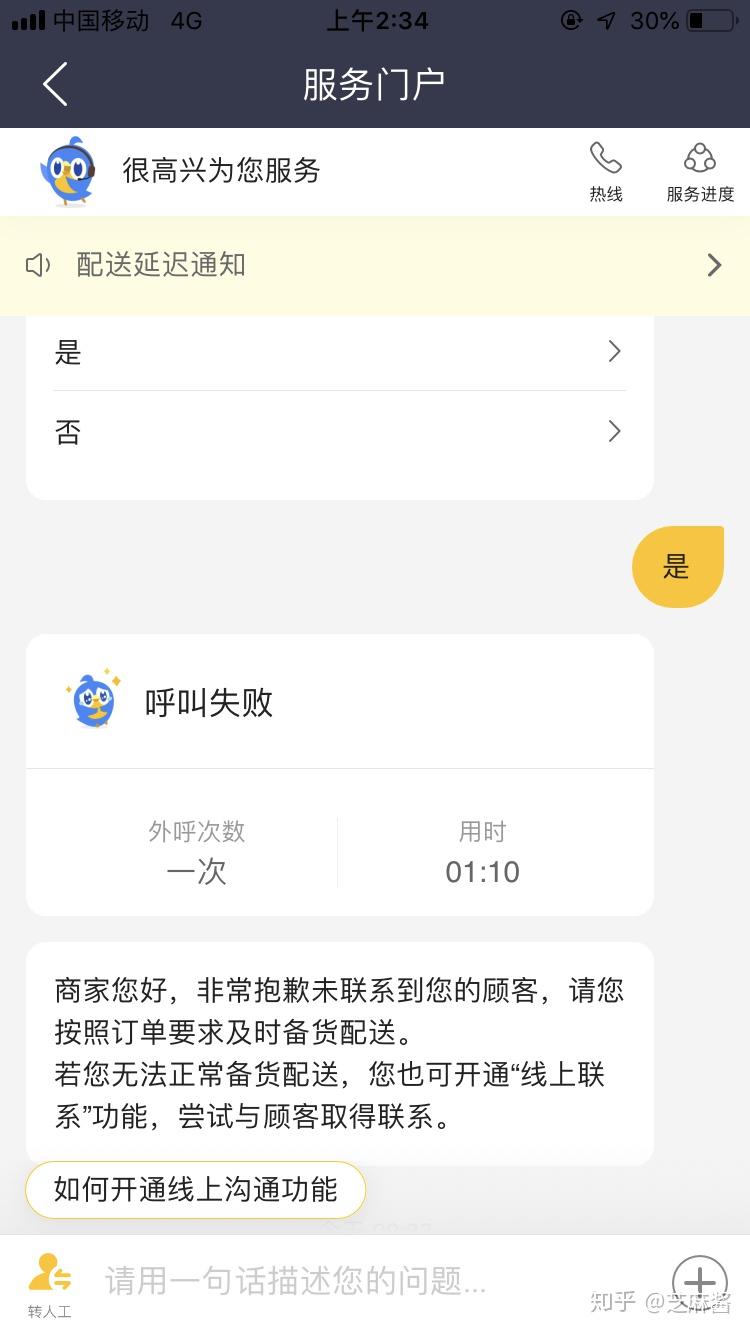 中国移动 4G 上午2:34 30%
服务门户
很高兴为您服务
热线 服务进度
配送延迟通知
是
否
是
呼叫失败
外呼次数 用时
一次 01:10
商家您好，非常抱歉未联系到您的顾客，请您
按照订单要求及时备货配送。
若您无法正常备货配送，您也可开通“线上联
系”功能，尝试与顾客取得联系。
如何开通线上沟通功能
请用一句话描述您的问题...
转人工
知乎 @芝麻酱